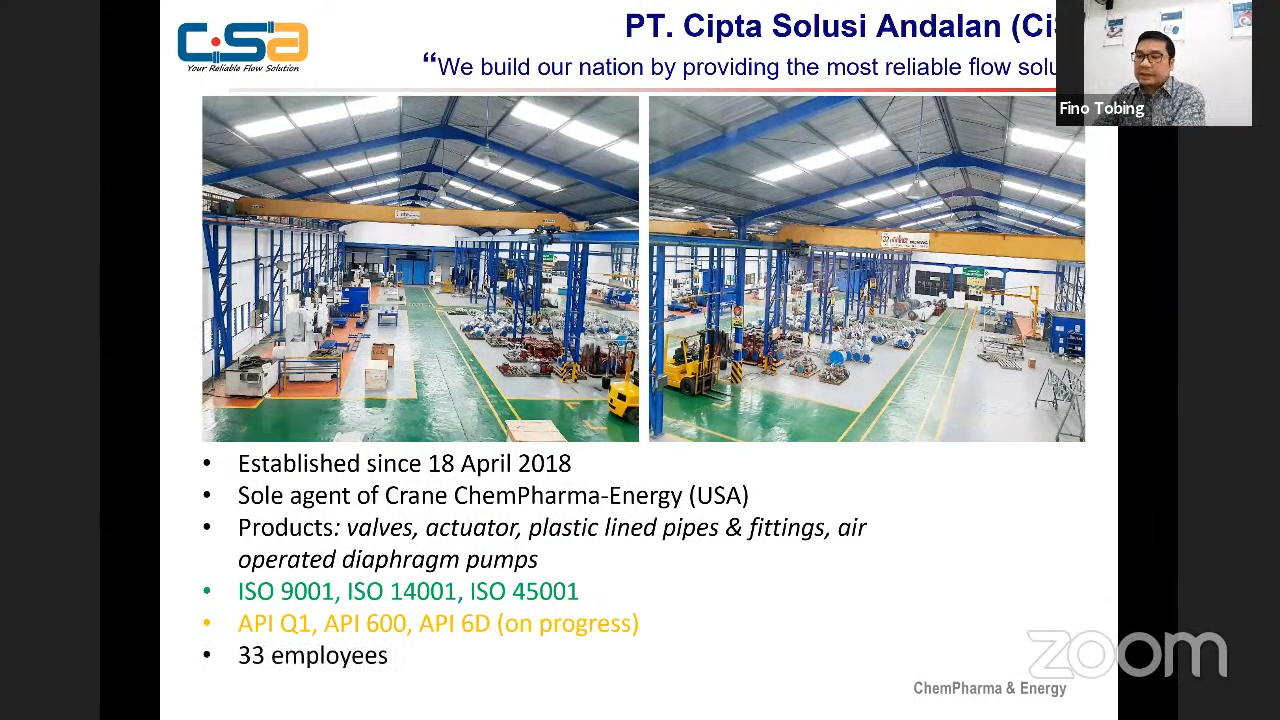 CSA
Your Reliable Flow Solution
PT. Cipta Solusi Andalan
“We build our nation by providing the most reliable flow
Fino Tobing
• Established since 18 April 2018
• Sole agent of Crane ChemPharma-Energy (USA)
• Products: valves, actuator, plastic lined pipes & fittings, air
operated diaphragm pumps
• ISO 9001, ISO 14001, ISO 45001
• API Q1, API 600, API 6D (on progress)
• 33 employees
zoom
ChemPharma & Energy